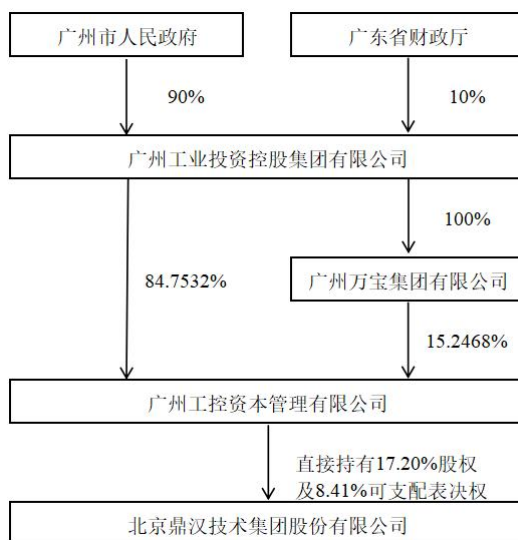 广州市人民政府
广东省财政厅
90%
10%
广州工业投资控股集团有限公司
100%
84.7532%
广州万宝集团有限公司
15.2468%
广州工控资本管理有限公司
直接持有17.20%股权
及8.41%可支配表决权
北京鼎汉技术集团股份有限公司